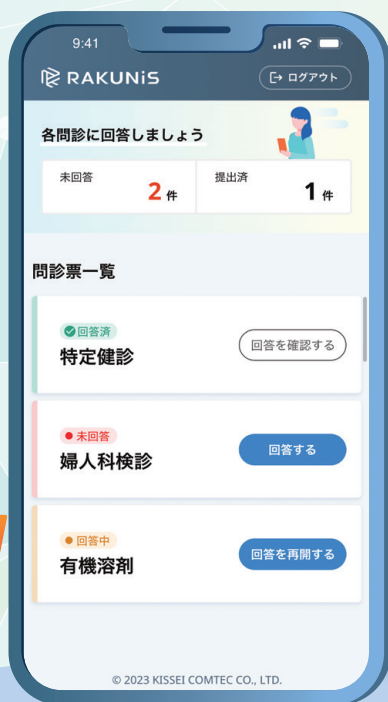 9:41
RAKUNiS
ログアウト
各問診に回答しましょう
未回答
2 件
提出済
1 件
問診票一覧
回答済
特定健診
回答を確認する
未回答
婦人科検診
回答する
回答中
有機溶剤
回答を再開する
© 2023 KISSEI COMTEC CO., LTD.